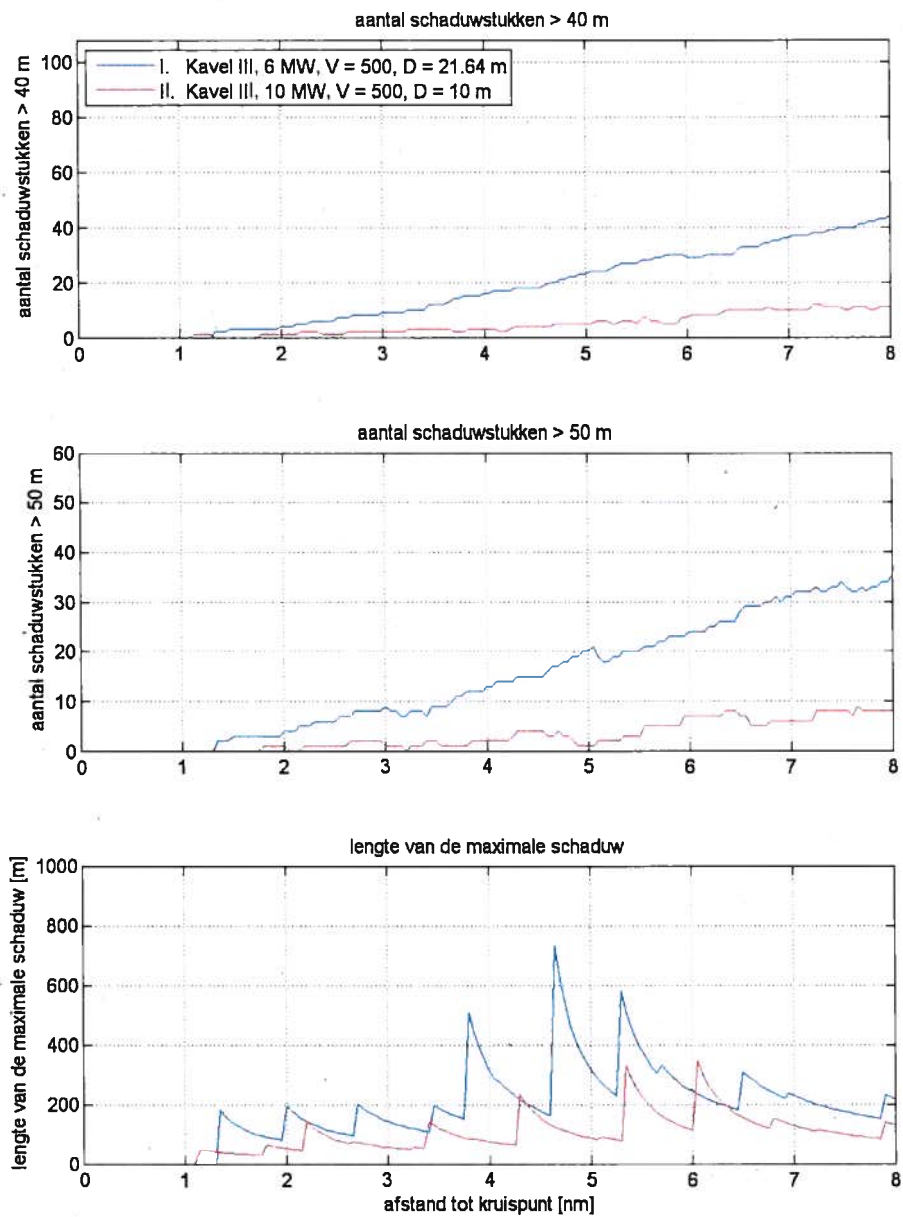 aantal schaduwstukken > 40 m
aantal schaduwstukken > 40 m
100
80
60
40
20
0
I. Kavel III, 6 MW, V = 500, D = 21.64 m
II. Kavel III, 10 MW, V = 500, D = 10 m
0 1 2 3 4 5 6 7 8
aantal schaduwstukken > 50 m
aantal schaduwstukken > 50 m
60
50
40
30
20
10
0
0 1 2 3 4 5 6 7 8
lengte van de maximale schaduw
lengte van de maximale schaduw [m]
1000
800
600
400
200
0
0 1 2 3 4 5 6 7 8
afstand tot kruispunt [nm]